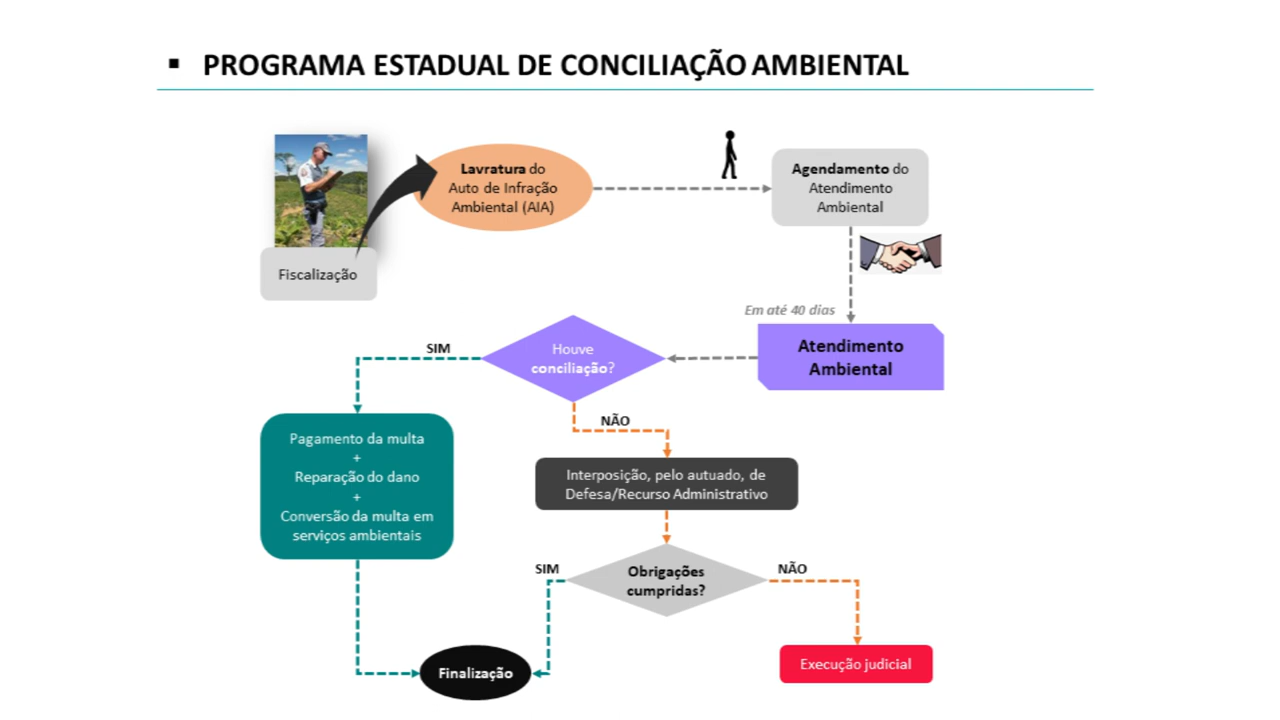 ▪ PROGRAMA ESTADUAL DE CONCILIAÇÃO AMBIENTAL
Lavratura do
Auto de Infração
Ambiental (AIA)
Agendamento do
Atendimento
Ambiental
Fiscalização
Em até 40 dias
Atendimento
Ambiental
Houve
conciliação?
SIM
NÃO
Pagamento da multa
+
Reparação do dano
+
Conversão da multa em
serviços ambientais
Interposição, pelo autuado, de
Defesa/Recurso Administrativo
Obrigações
cumpridas?
SIM
NÃO
Finalização
Execução judicial